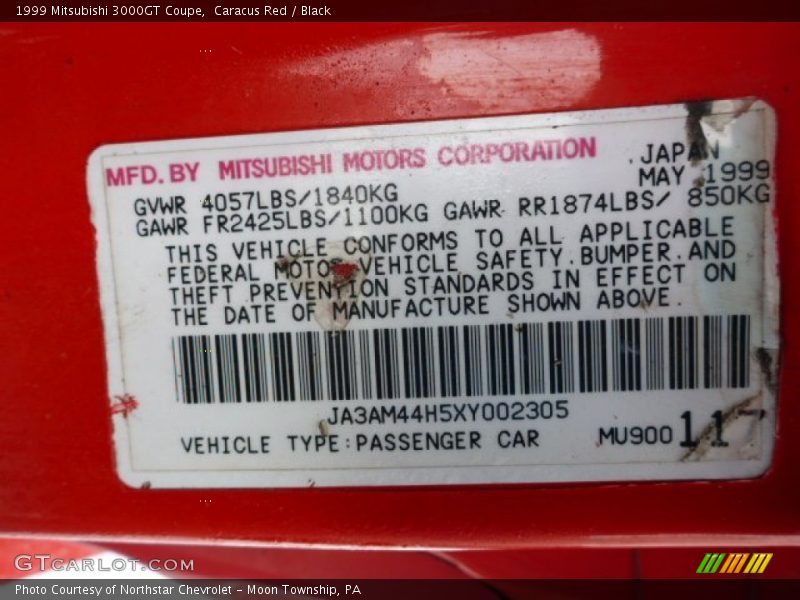 1999 Mitsubishi 3000GT Coupe,  Caracus Red / Black
MFD. BY MITSUBISHI MOTORS CORPORATION JAPAN
GVWR 4057LBS/1840KG MAY 1999
GAWR FR2425LBS/1100KG GAWR RR1874LBS/ 850KG
THIS VEHICLE CONFORMS TO ALL APPLICABLE
FEDERAL MOTOR VEHICLE SAFETY.BUMPER.AND
THEFT PREVENTION STANDARDS IN EFFECT ON
THE DATE OF MANUFACTURE SHOWN ABOVE.
JA3AM44H5XY002305
VEHICLE TYPE:PASSENGER CAR MU900117
GTCARLOT.COM
Photo Courtesy of Northstar Chevrolet - Moon Township, PA